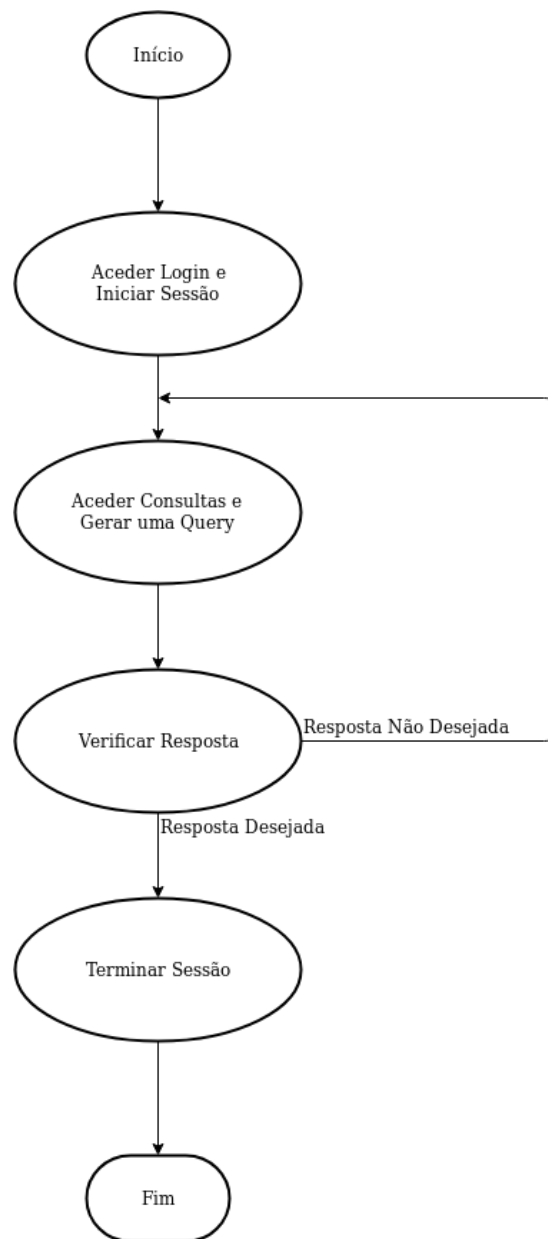 Início
Aceder Login e
Iniciar Sessão
Aceder Consultas e
Gerar uma Query
Verificar Resposta
Resposta Não Desejada
Resposta Desejada
Terminar Sessão
Fim